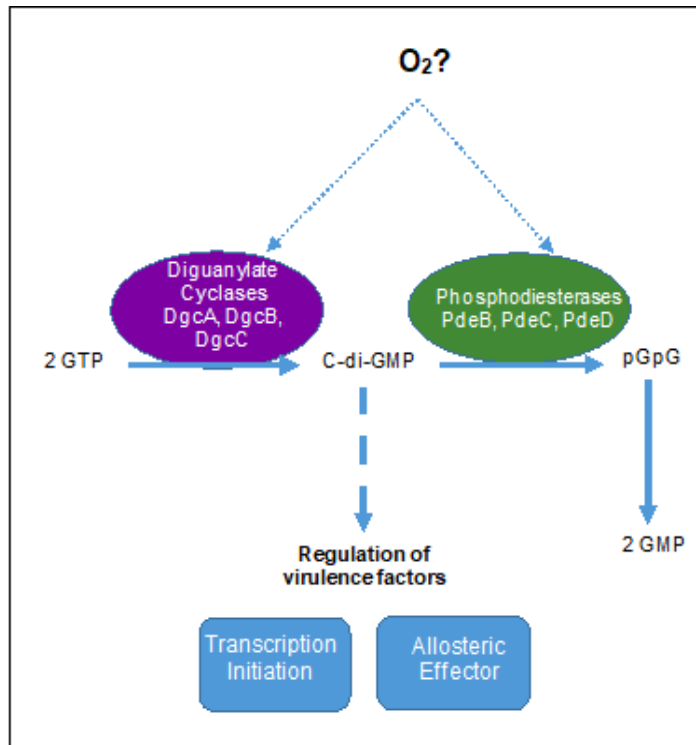 O₂?
Diguanylate
Cyclases
DgcA, DgcB,
DgcC
Phosphodiesterases
PdeB, PdeC, PdeD
2 GTP
C-di-GMP
pGpG
2 GMP
Regulation of
virulence factors
Transcription
Initiation
Allosteric
Effector